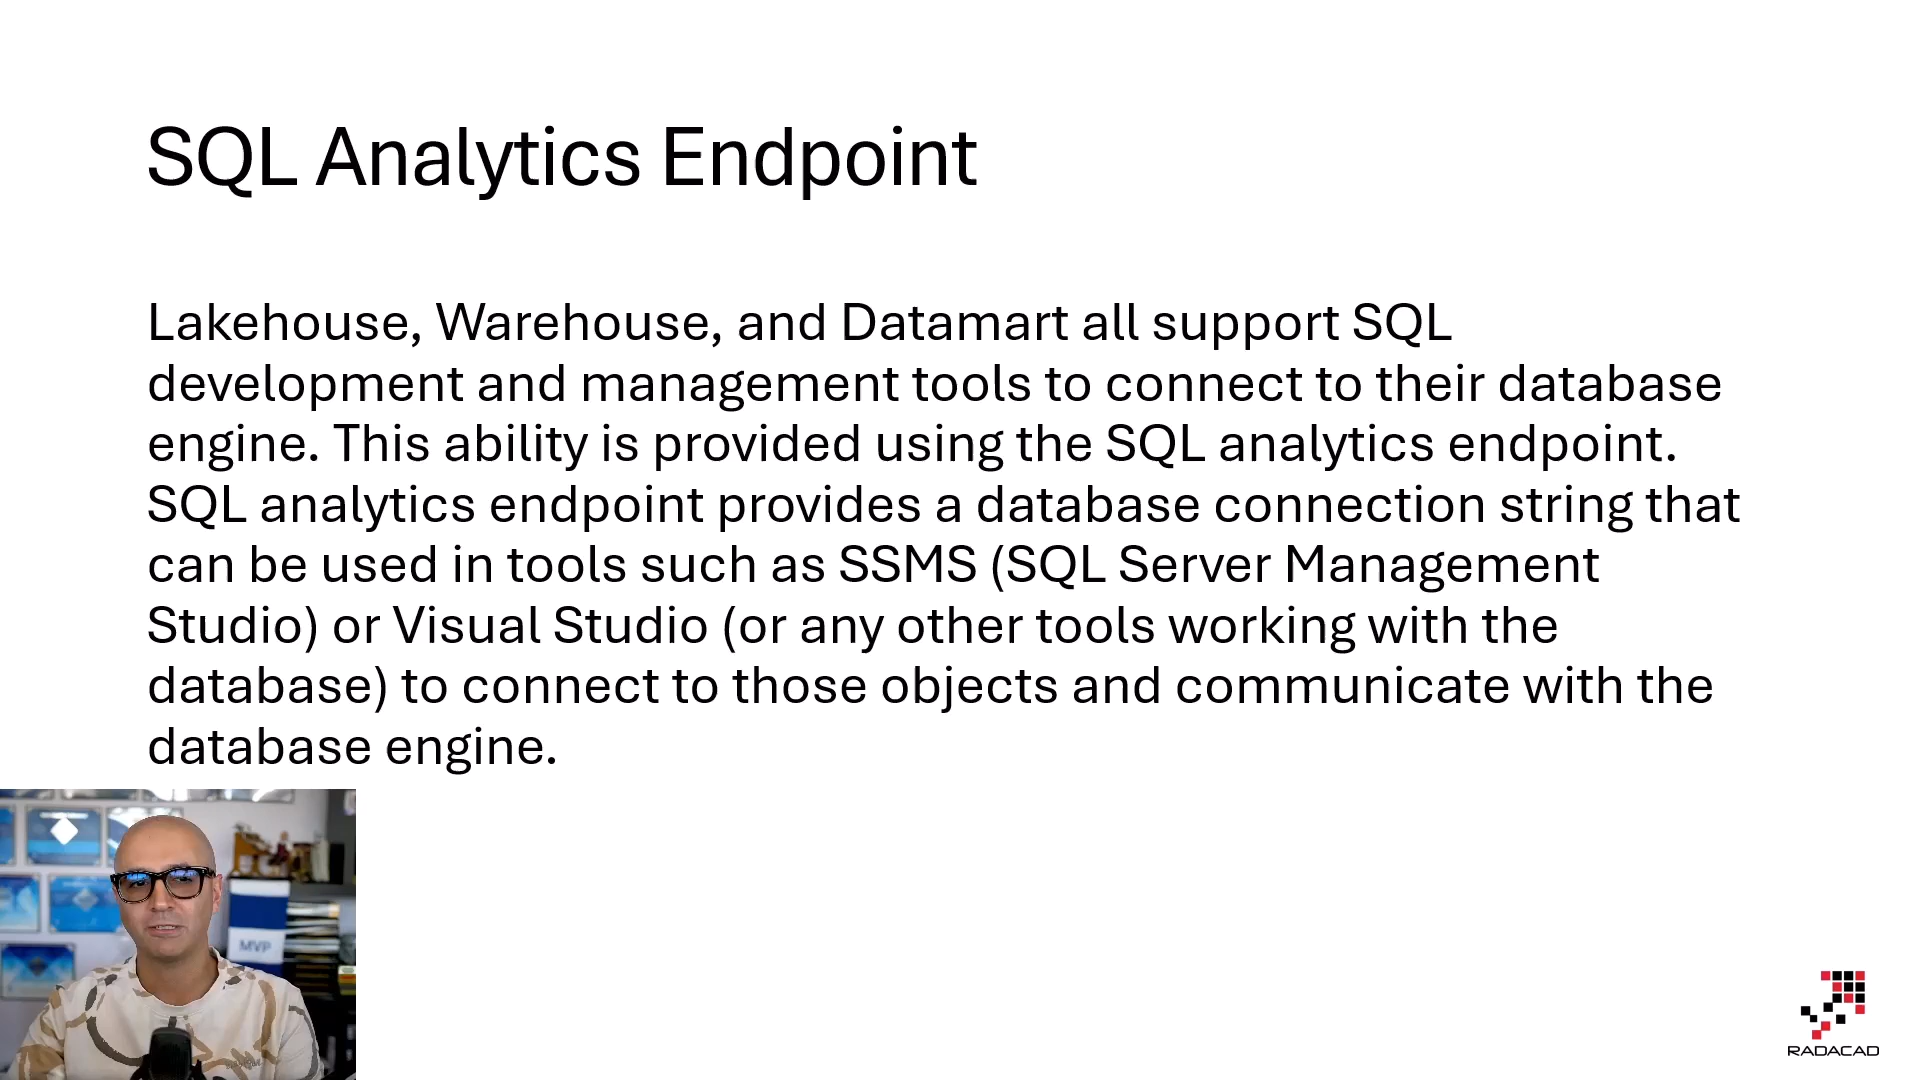 SQL Analytics Endpoint
Lakehouse, Warehouse, and Datamart all support SQL
development and management tools to connect to their database
engine. This ability is provided using the SQL analytics endpoint.
SQL analytics endpoint provides a database connection string that
can be used in tools such as SSMS (SQL Server Management
Studio) or Visual Studio (or any other tools working with the
database) to connect to those objects and communicate with the
database engine.
MVP
RADACAD